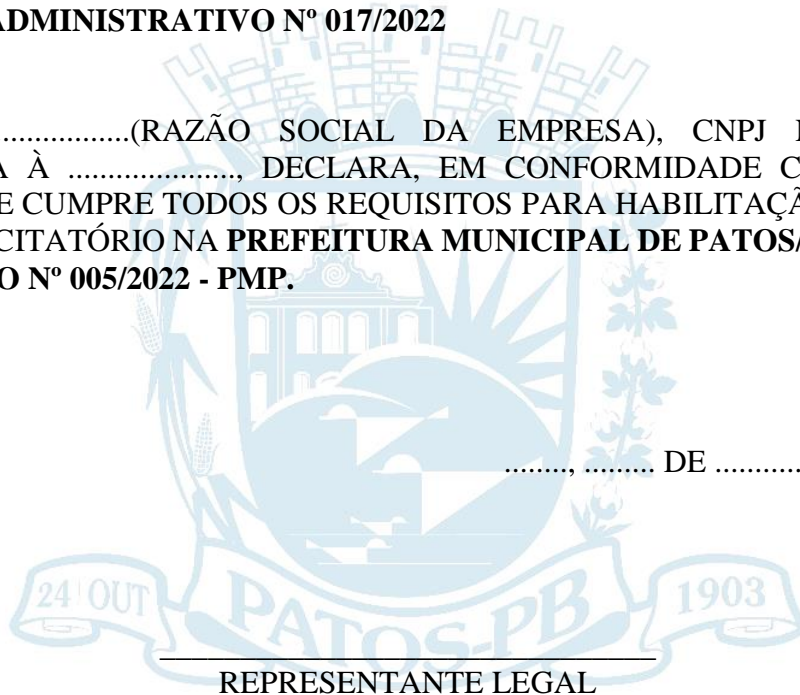 ADMINISTRATIVO Nº 017/2022
................(RAZÃO SOCIAL DA EMPRESA), CNPJ
À ...................., DECLARA, EM CONFORMIDADE
E CUMPRE TODOS OS REQUISITOS PARA HABILITAÇÃ
CITATÓRIO NA PREFEITURA MUNICIPAL DE PATOS/
O Nº 005/2022 - PMP.
........, ......... DE ...........
24 OUT
PATOS-PB
1903
REPRESENTANTE LEGAL